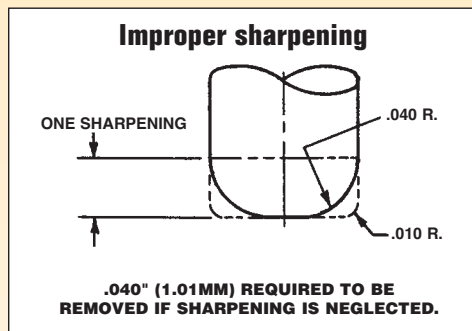 Improper sharpening
ONE SHARPENING
.040 R.
.010 R.
.040" (1.01MM) REQUIRED TO BE
REMOVED IF SHARPENING IS NEGLECTED.